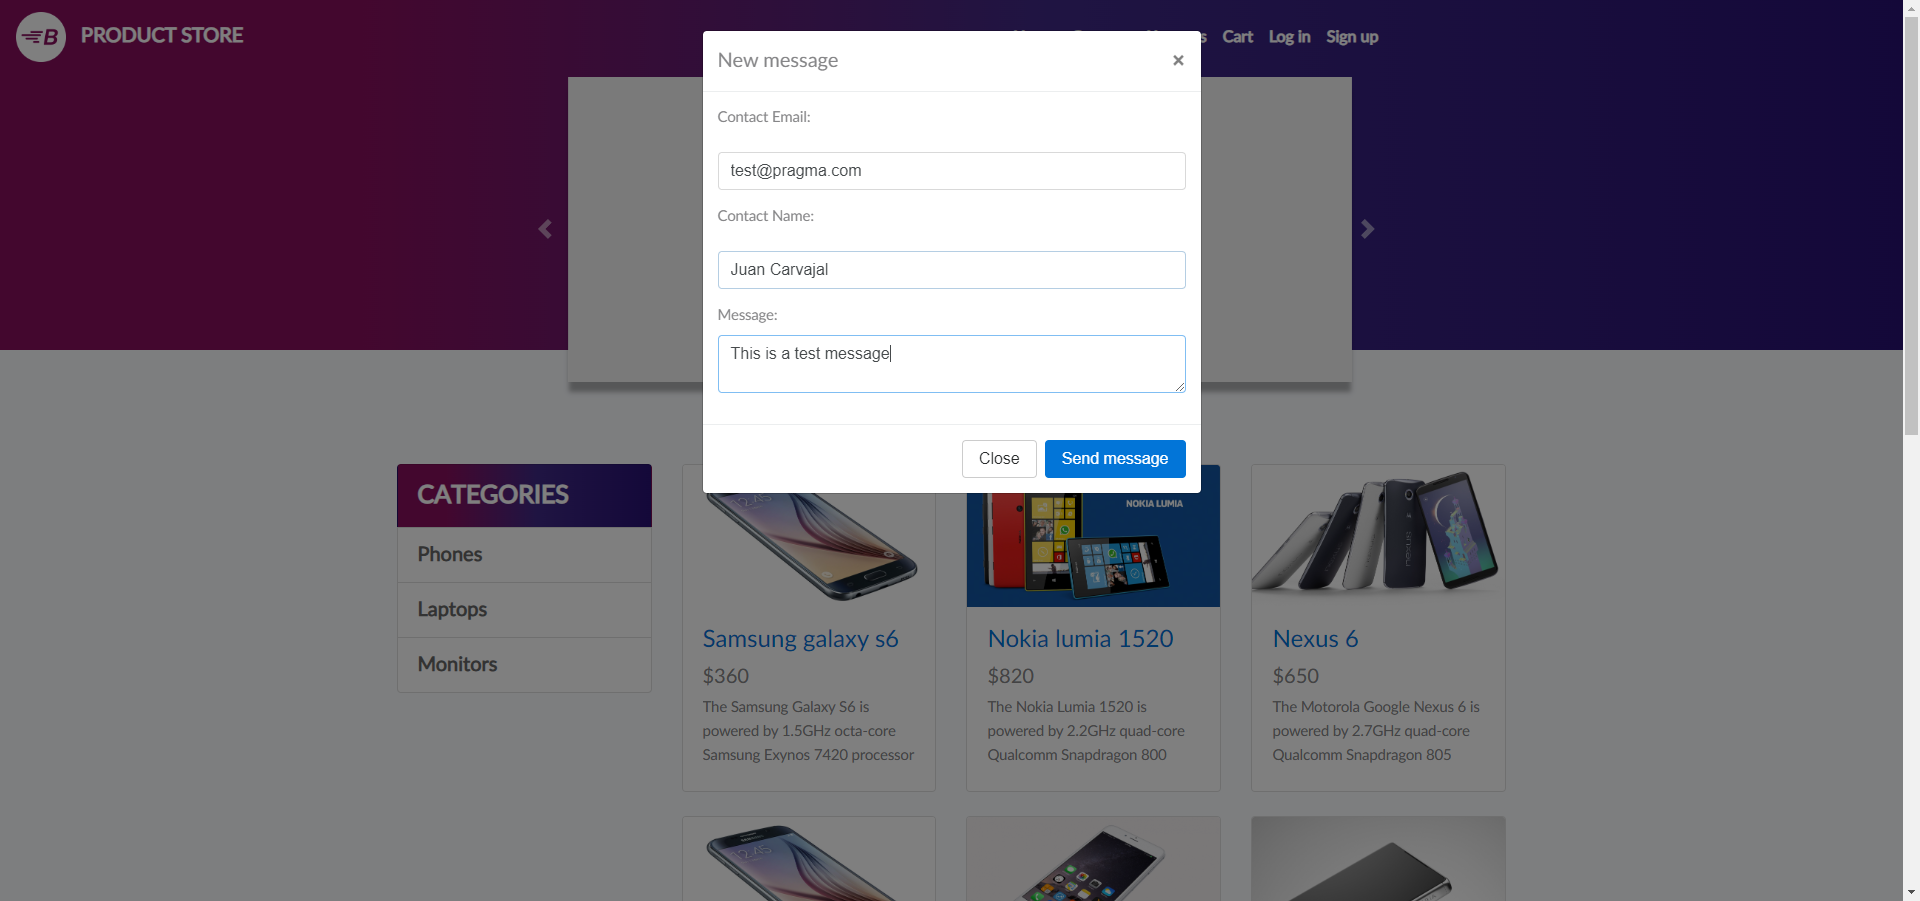 PRODUCT STORE
Cart
Log in
Sign up
New message
×
Contact Email:
test@pragma.com
Contact Name:
Juan Carvajal
Message:
This is a test message
Close
Send message
CATEGORIES
Phones
Laptops
Monitors
NOKIA LUMIA
Samsung galaxy s6
$360
The Samsung Galaxy S6 is
powered by 1.5GHz octa-core
Samsung Exynos 7420 processor
Nokia lumia 1520
$820
The Nokia Lumia 1520 is
powered by 2.2GHz quad-core
Qualcomm Snapdragon 800
nexus
Nexus 6
$650
The Motorola Google Nexus 6 is
powered by 2.7GHz quad-core
Qualcomm Snapdragon 805
12:45